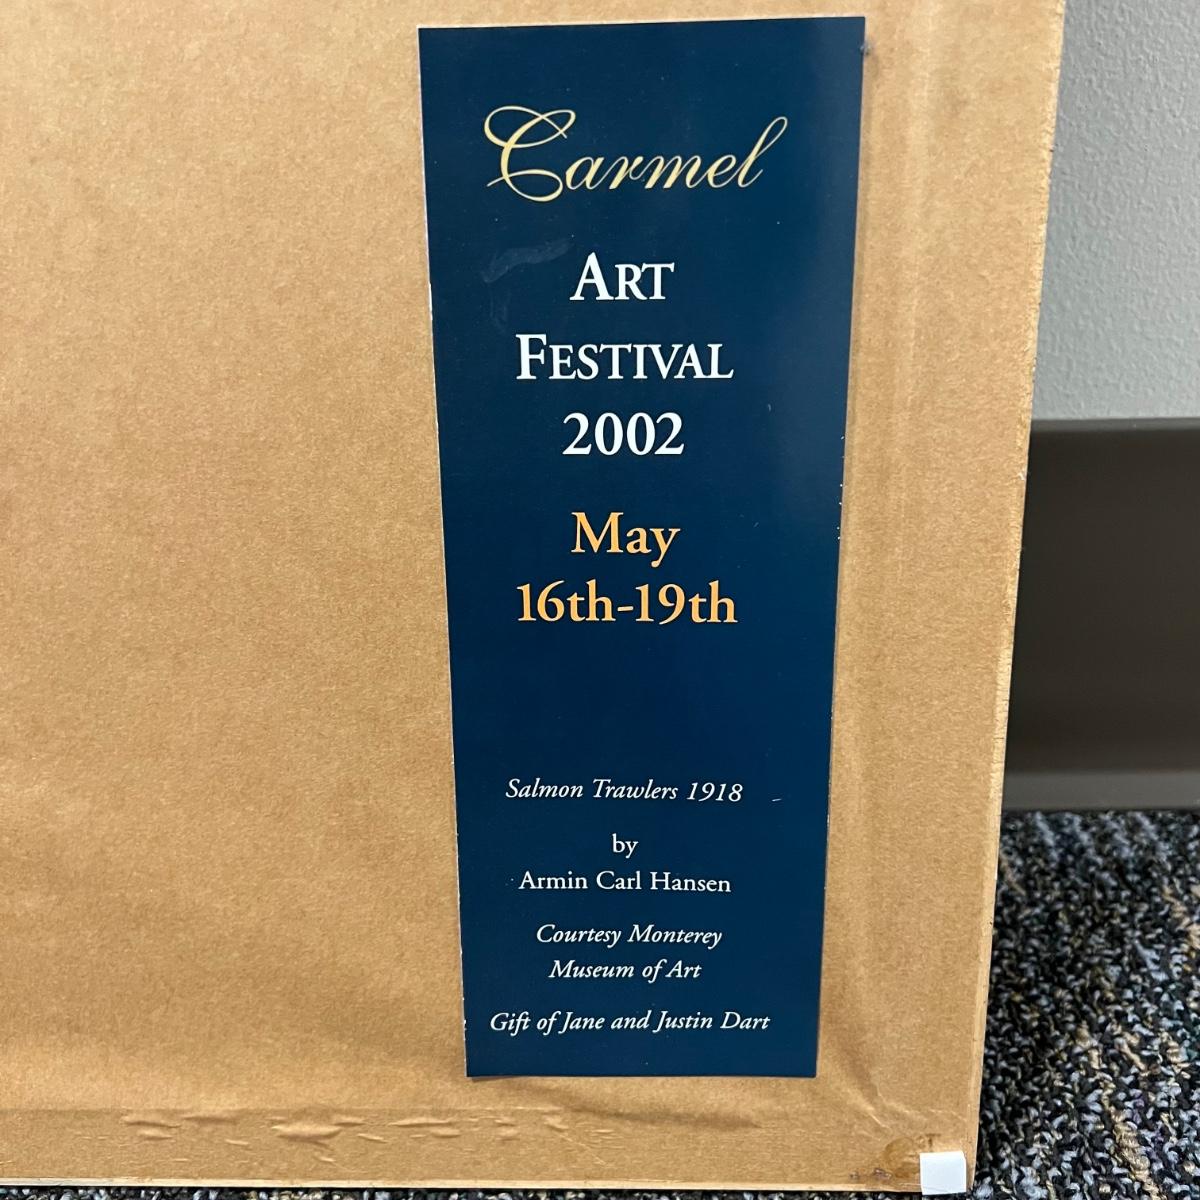 Carmel
ART
FESTIVAL
2002
May
16th-19th
Salmon Trawlers 1918
by
Armin Carl Hansen
Courtesy Monterey
Museum of Art
Gift of Jane and Justin Dart